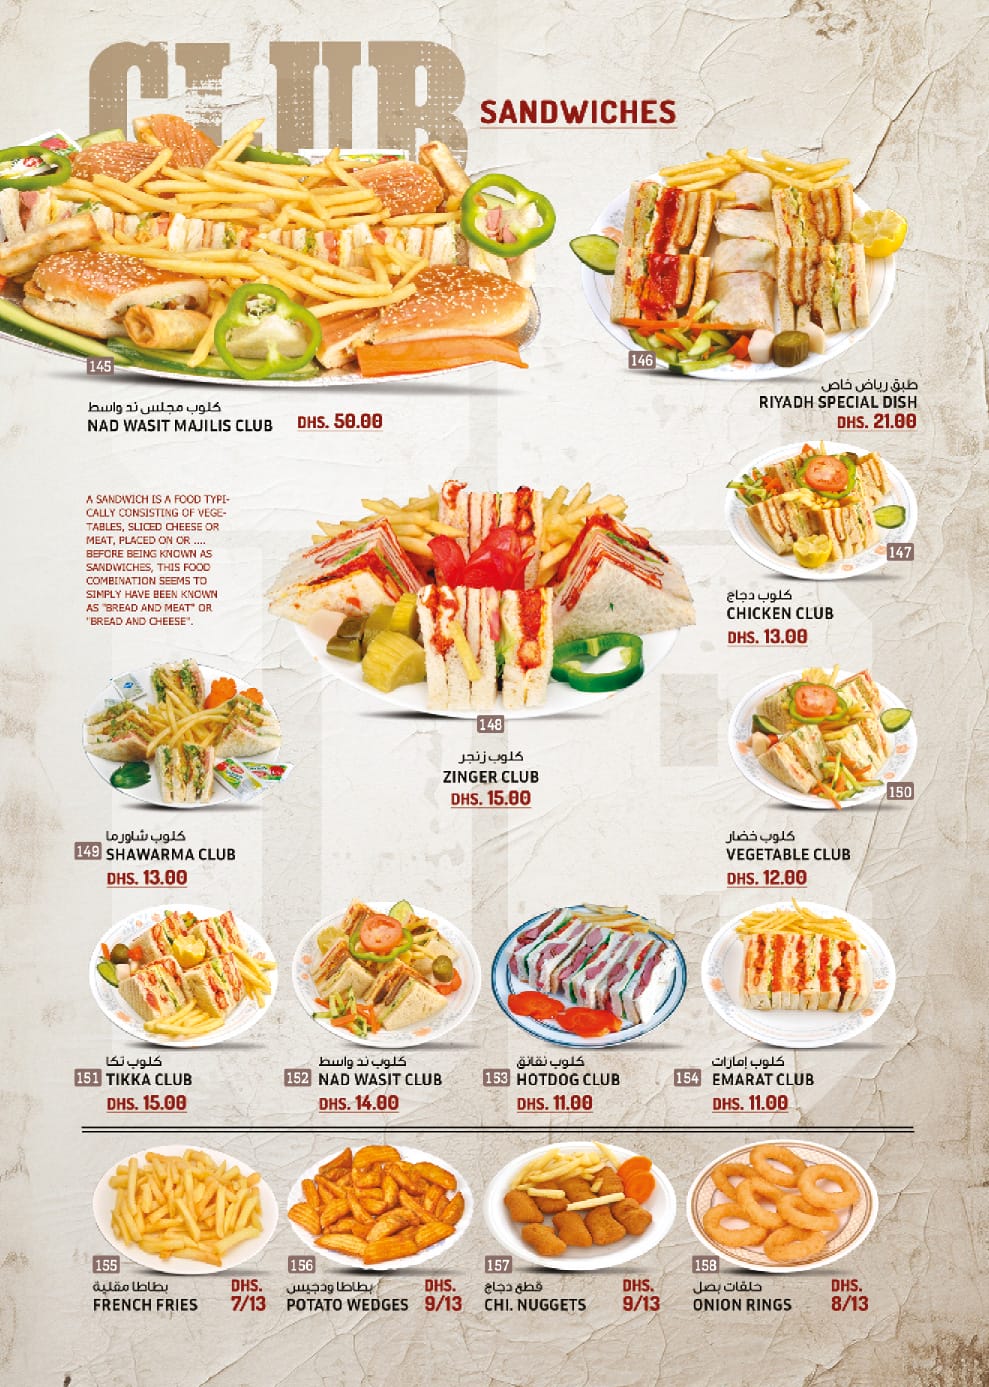 CLUB
SANDWICHES
145
كلوب مجلس ند واسط
NAD WASIT MAJILIS CLUB
DHS. 50.00
146
طبق رياض خاص
RIYADH SPECIAL DISH
DHS. 21.00
A SANDWICH IS A FOOD TYPI-
CALLY CONSISTING OF VEGE-
TABLES, SLICED CHEESE OR
MEAT, PLACED ON OR ....
BEFORE BEING KNOWN AS
SANDWICHES, THIS FOOD
COMBINATION SEEMS TO
SIMPLY HAVE BEEN KNOWN
AS "BREAD AND MEAT" OR
"BREAD AND CHEESE".
147
كلوب دجاج
CHICKEN CLUB
DHS. 13.00
148
كلوب زنجر
ZINGER CLUB
DHS. 15.00
149
كلوب شاورما
SHAWARMA CLUB
DHS. 13.00
150
كلوب خضار
VEGETABLE CLUB
DHS. 12.00
151
كلوب تكا
TIKKA CLUB
DHS. 15.00
152
كلوب ند واسط
NAD WASIT CLUB
DHS. 14.00
153
كلوب نقانق
HOTDOG CLUB
DHS. 11.00
154
كلوب إمارات
EMARAT CLUB
DHS. 11.00
155
بطاطا مقلية
FRENCH FRIES
DHS.
7/13
156
بطاطا ودجيس
POTATO WEDGES
DHS.
9/13
157
قطع دجاج
CHI. NUGGETS
DHS.
9/13
158
حلقات بصل
ONION RINGS
DHS.
8/13